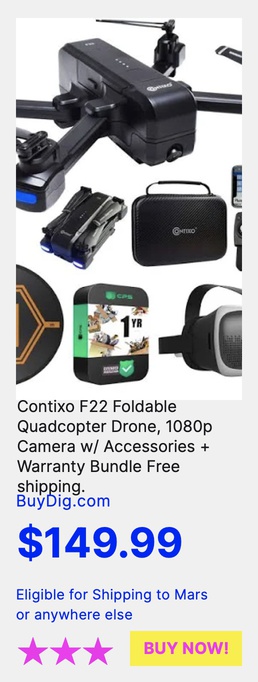 F22
CONTIXO
CONTIXO
CPS
1 YR
Contixo F22 Foldable
Quadcopter Drone, 1080p
Camera w/ Accessories +
Warranty Bundle Free
shipping.
BuyDig.com
$149.99
Eligible for Shipping to Mars
or anywhere else
BUY NOW!